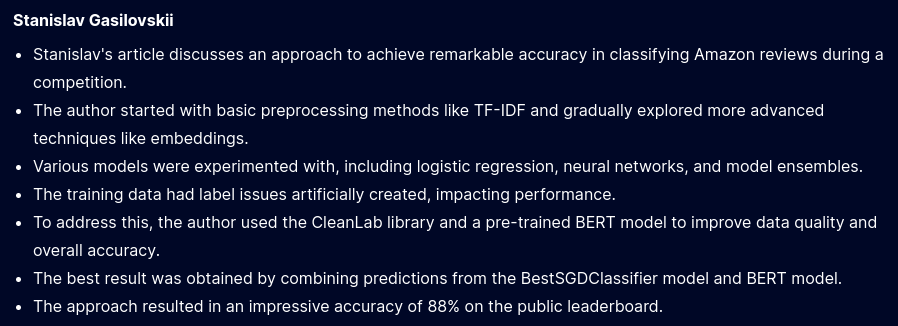 Stanislav Gasilovskii
• Stanislav's article discusses an approach to achieve remarkable accuracy in classifying Amazon reviews during a
competition.
• The author started with basic preprocessing methods like TF-IDF and gradually explored more advanced
techniques like embeddings.
• Various models were experimented with, including logistic regression, neural networks, and model ensembles.
• The training data had label issues artificially created, impacting performance.
• To address this, the author used the CleanLab library and a pre-trained BERT model to improve data quality and
overall accuracy.
• The best result was obtained by combining predictions from the BestSGDClassifier model and BERT model.
• The approach resulted in an impressive accuracy of 88% on the public leaderboard.